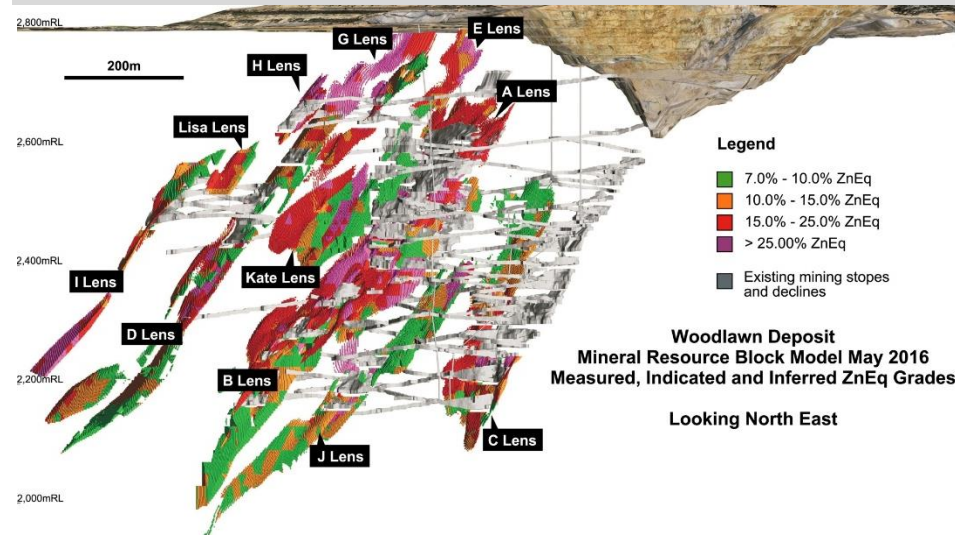 2,800mRL
E Lens
G Lens
H Lens
200m
A Lens
Lisa Lens
2,600mRL
Legend
7.0% - 10.0% ZnEq
10.0% - 15.0% ZnEq
15.0% - 25.0% ZnEq
> 25.00% ZnEq
Existing mining stopes
and declines
2,400mRL
Kate Lens
I Lens
D Lens
Woodlawn Deposit
Mineral Resource Block Model May 2016
Measured, Indicated and Inferred ZnEq Grades
2,200mRL
B Lens
Looking North East
C Lens
J Lens
2,000mRL